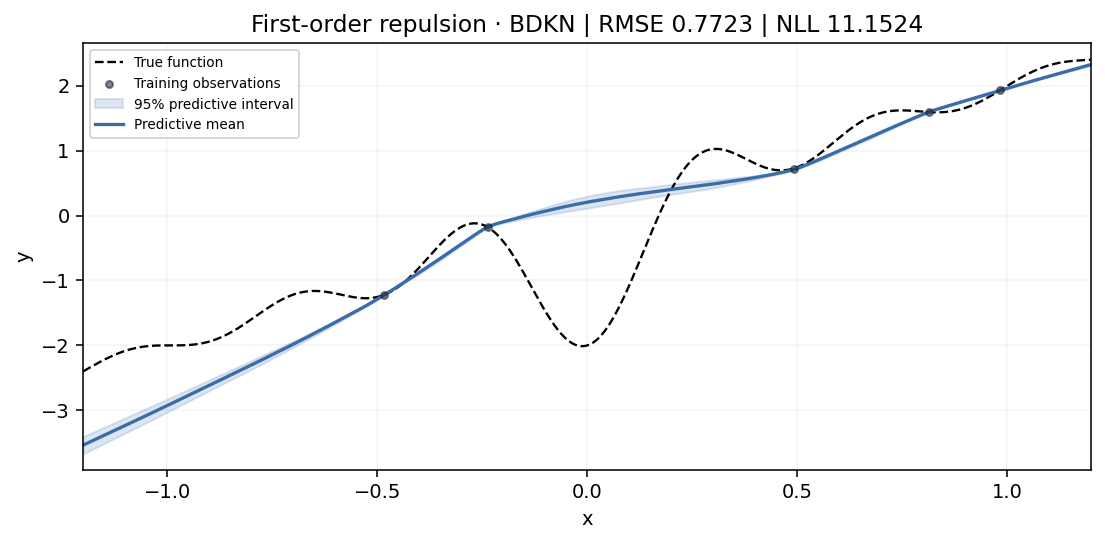 First-order repulsion · BDKN | RMSE 0.7723 | NLL 11.1524
True function
Training observations
95% predictive interval
Predictive mean
y
2
1
0
−1
−2
−3
−1.0 −0.5 0.0 0.5 1.0
x